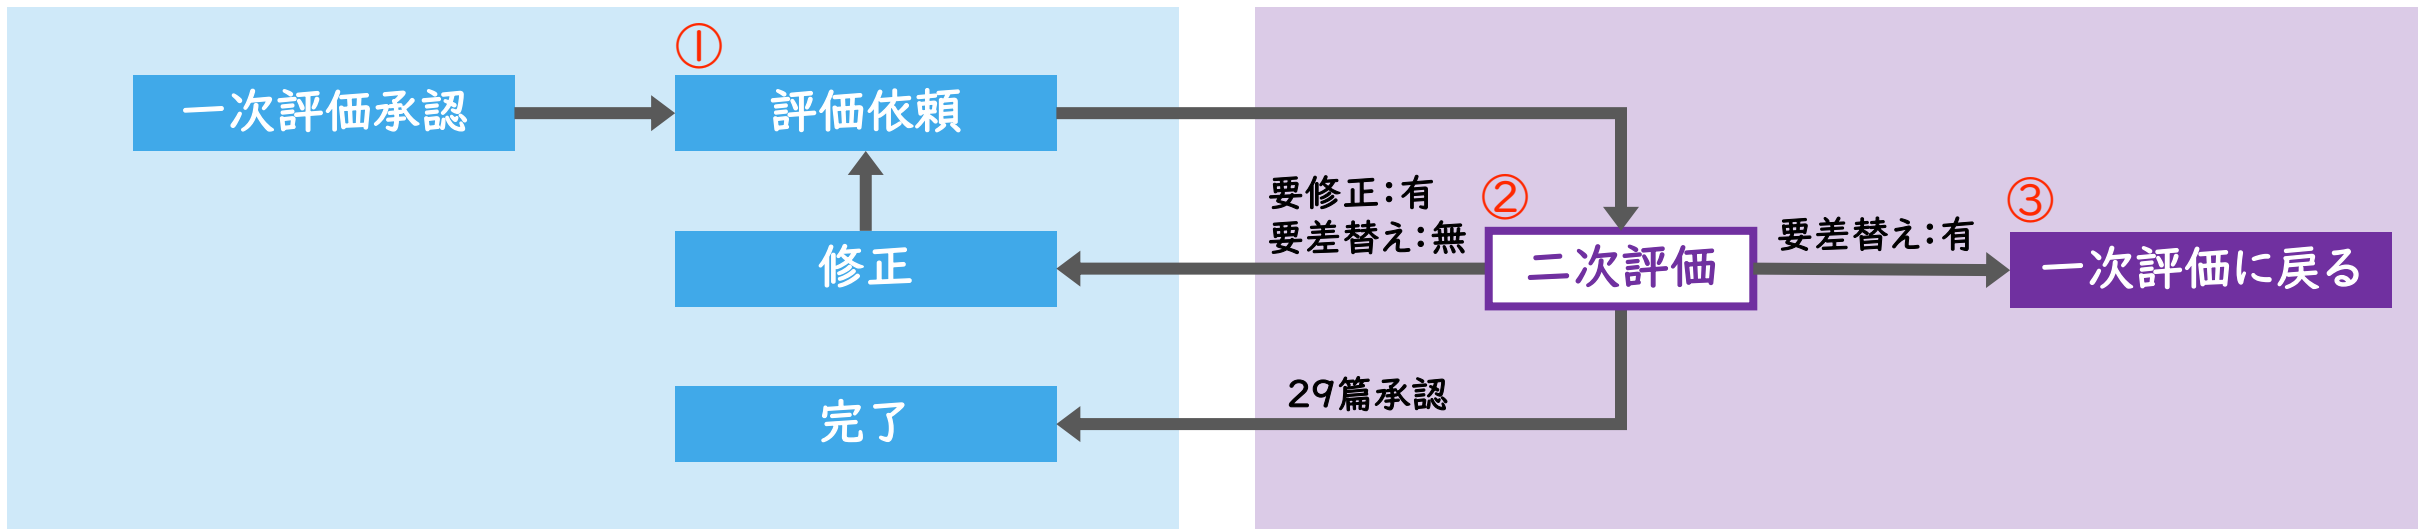 ①
一次評価承認
評価依頼
要修正:有
要差替え:無
②
二次評価
要差替え:有
③
一次評価に戻る
修正
29篇承認
完了